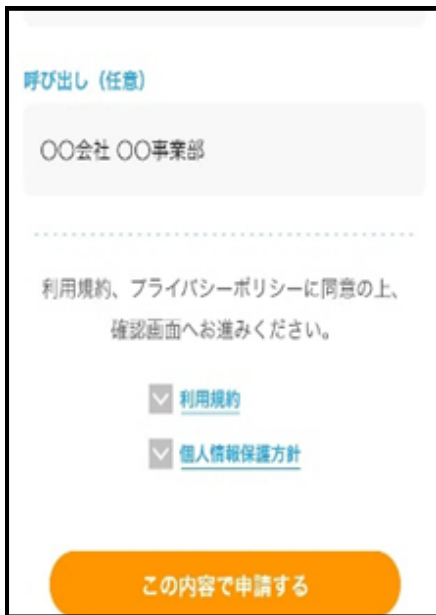 呼び出し（任意）
〇〇会社 〇〇事業部
利用規約、プライバシーポリシーに同意の上、
確認画面へお進みください。
利用規約
個人情報保護方針
この内容で申請する